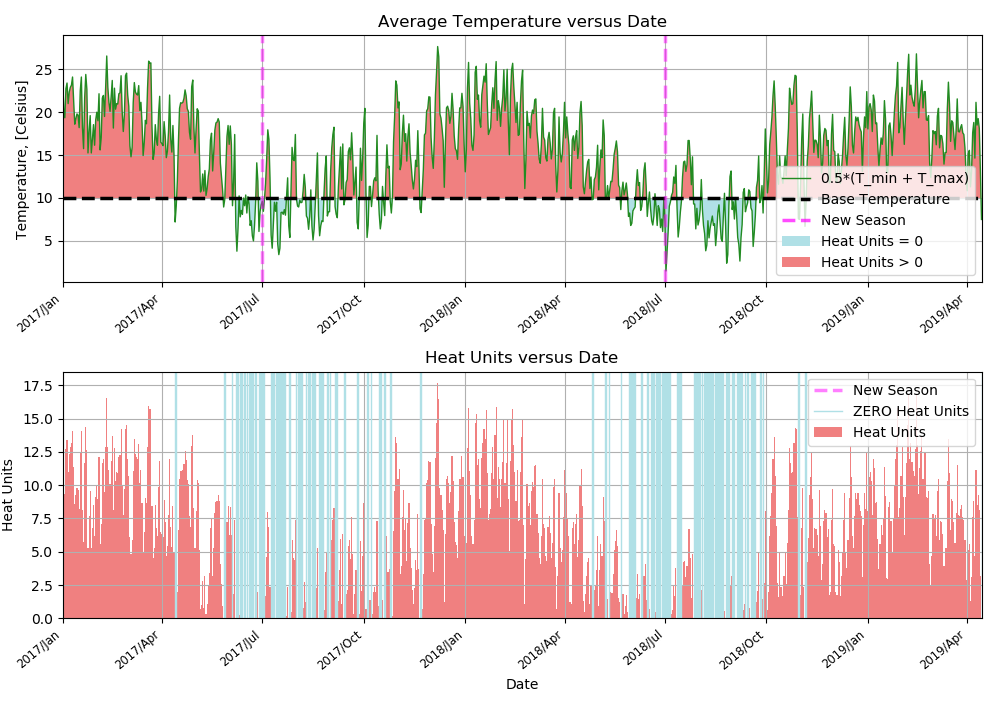 Average Temperature versus Date
Temperature, [Celsius]
25
20
15
10
5
0.5*(T_min + T_max)
Base Temperature
New Season
Heat Units = 0
Heat Units > 0
2017/Jan
2017/Apr
2017/Jul
2017/Oct
2018/Jan
2018/Apr
2018/Jul
2018/Oct
2019/Jan
2019/Apr
Heat Units versus Date
Heat Units
17.5
15.0
12.5
10.0
7.5
5.0
2.5
0.0
New Season
ZERO Heat Units
Heat Units
2017/Jan
2017/Apr
2017/Jul
2017/Oct
2018/Jan
2018/Apr
2018/Jul
2018/Oct
2019/Jan
2019/Apr
Date